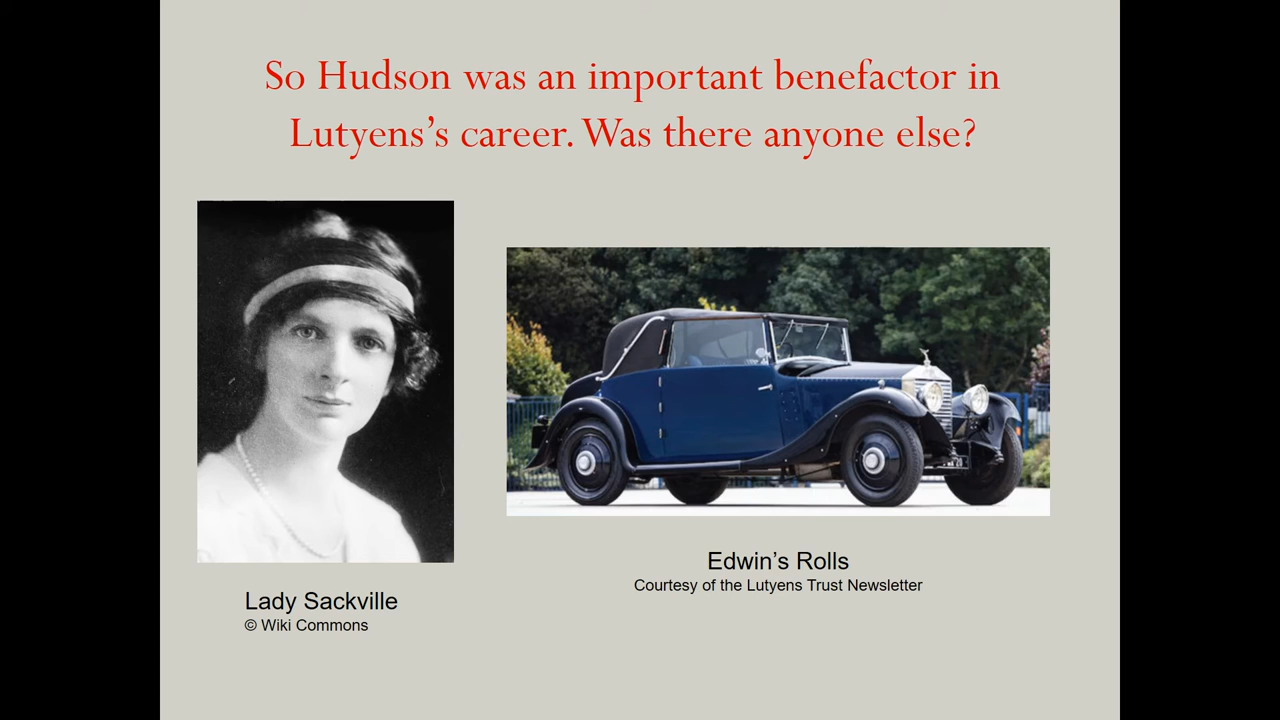 So Hudson was an important benefactor in
Lutyens’s career. Was there anyone else?
Lady Sackville
© Wiki Commons
Edwin’s Rolls
Courtesy of the Lutyens Trust Newsletter